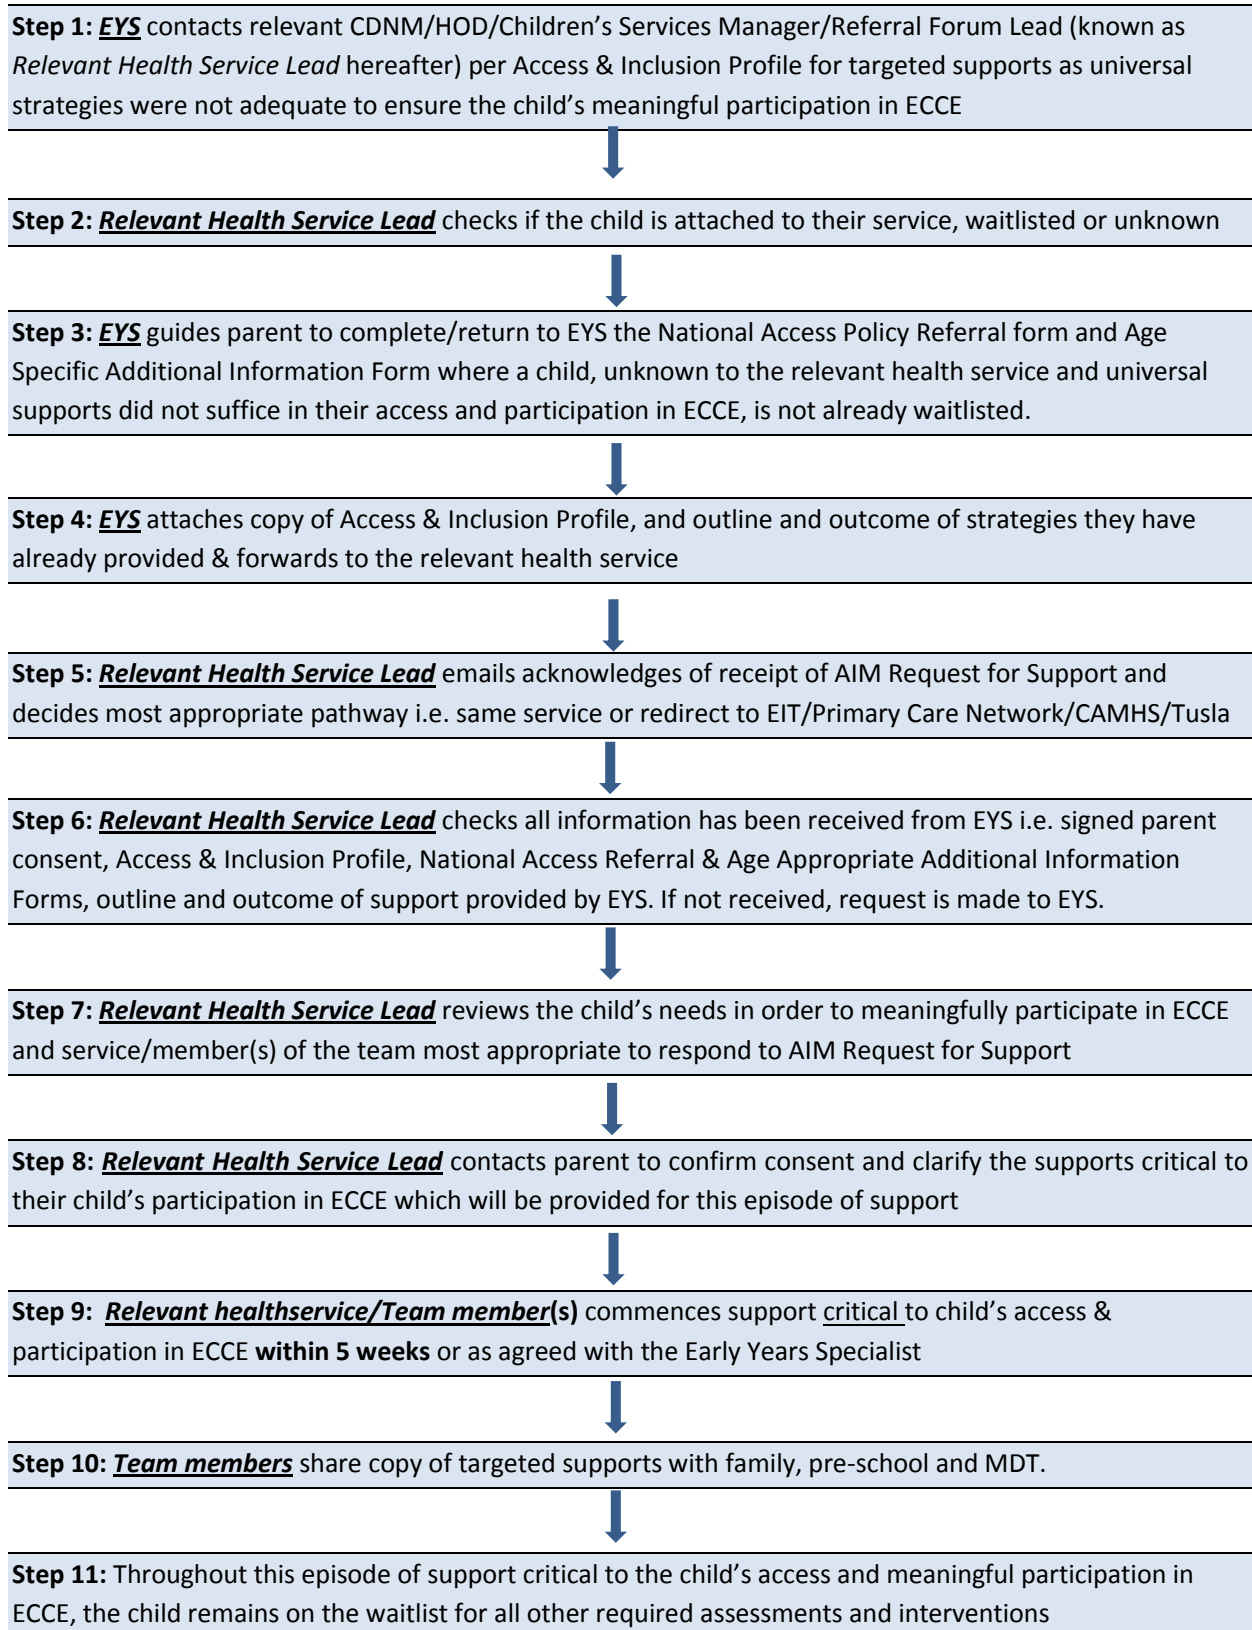 Step 1: EYS contacts relevant CDNM/HOD/Children’s Services Manager/Referral Forum Lead (known as
Relevant Health Service Lead hereafter) per Access & Inclusion Profile for targeted supports as universal
strategies were not adequate to ensure the child’s meaningful participation in ECCE
Step 2: Relevant Health Service Lead checks if the child is attached to their service, waitlisted or unknown
Step 3: EYS guides parent to complete/return to EYS the National Access Policy Referral form and Age
Specific Additional Information Form where a child, unknown to the relevant health service and universal
supports did not suffice in their access and participation in ECCE, is not already waitlisted.
Step 4: EYS attaches copy of Access & Inclusion Profile, and outline and outcome of strategies they have
already provided & forwards to the relevant health service
Step 5: Relevant Health Service Lead emails acknowledges of receipt of AIM Request for Support and
decides most appropriate pathway i.e. same service or redirect to EIT/Primary Care Network/CAMHS/Tusla
Step 6: Relevant Health Service Lead checks all information has been received from EYS i.e. signed parent
consent, Access & Inclusion Profile, National Access Referral & Age Appropriate Additional Information
Forms, outline and outcome of support provided by EYS. If not received, request is made to EYS.
Step 7: Relevant Health Service Lead reviews the child’s needs in order to meaningfully participate in ECCE
and service/member(s) of the team most appropriate to respond to AIM Request for Support
Step 8: Relevant Health Service Lead contacts parent to confirm consent and clarify the supports critical to
their child’s participation in ECCE which will be provided for this episode of support
Step 9: Relevant healthservice/Team member(s) commences support critical to child’s access &
participation in ECCE within 5 weeks or as agreed with the Early Years Specialist
Step 10: Team members share copy of targeted supports with family, pre-school and MDT.
Step 11: Throughout this episode of support critical to the child’s access and meaningful participation in
ECCE, the child remains on the waitlist for all other required assessments and interventions